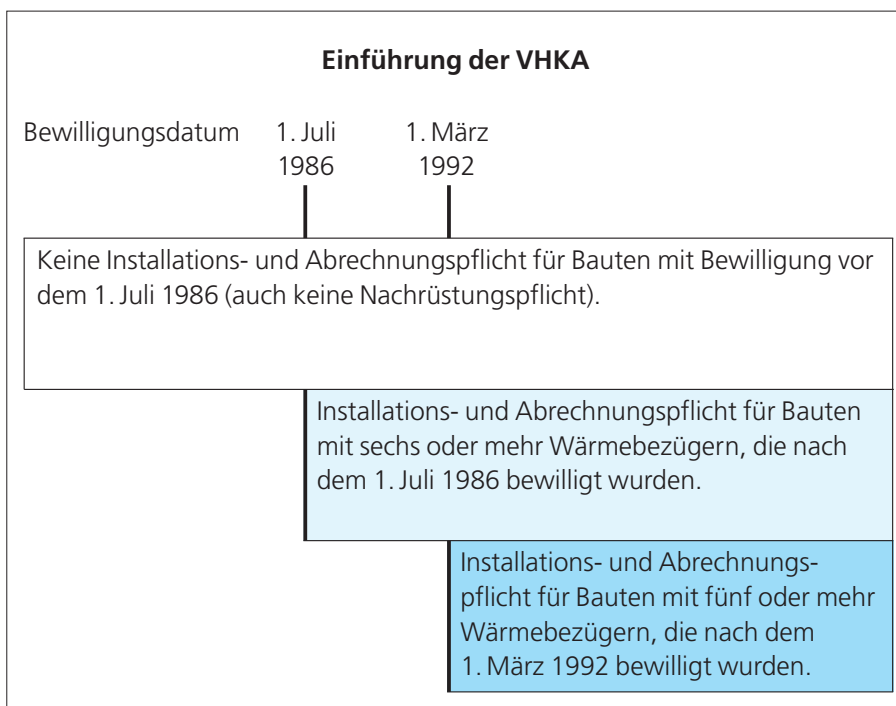 Einführung der VHKA
Bewilligungsdatum 1. Juli 1. März
1986 1992
Keine Installations- und Abrechnungspflicht für Bauten mit Bewilligung vor
dem 1. Juli 1986 (auch keine Nachrüstungspflicht).
Installations- und Abrechnungspflicht für Bauten
mit sechs oder mehr Wärmebezügern, die nach
dem 1. Juli 1986 bewilligt wurden.
Installations- und Abrechnungs-
pflicht für Bauten mit fünf oder mehr
Wärmebezügern, die nach dem
1. März 1992 bewilligt wurden.